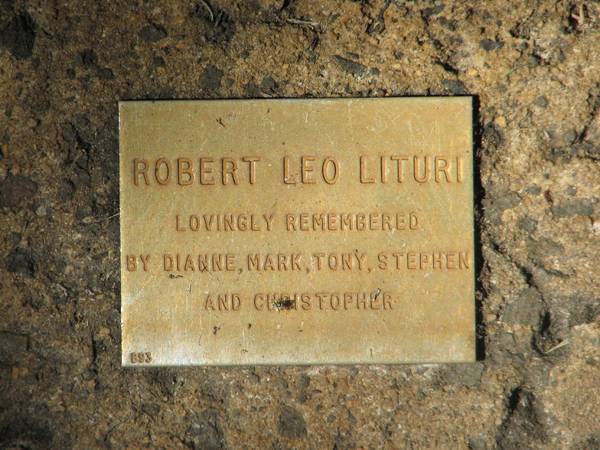 ROBERT LEO LITURI
LOVINGLY REMEMBERED
BY DIANNE, MARK, TONY, STEPHEN
AND CHRISTOPHER
893